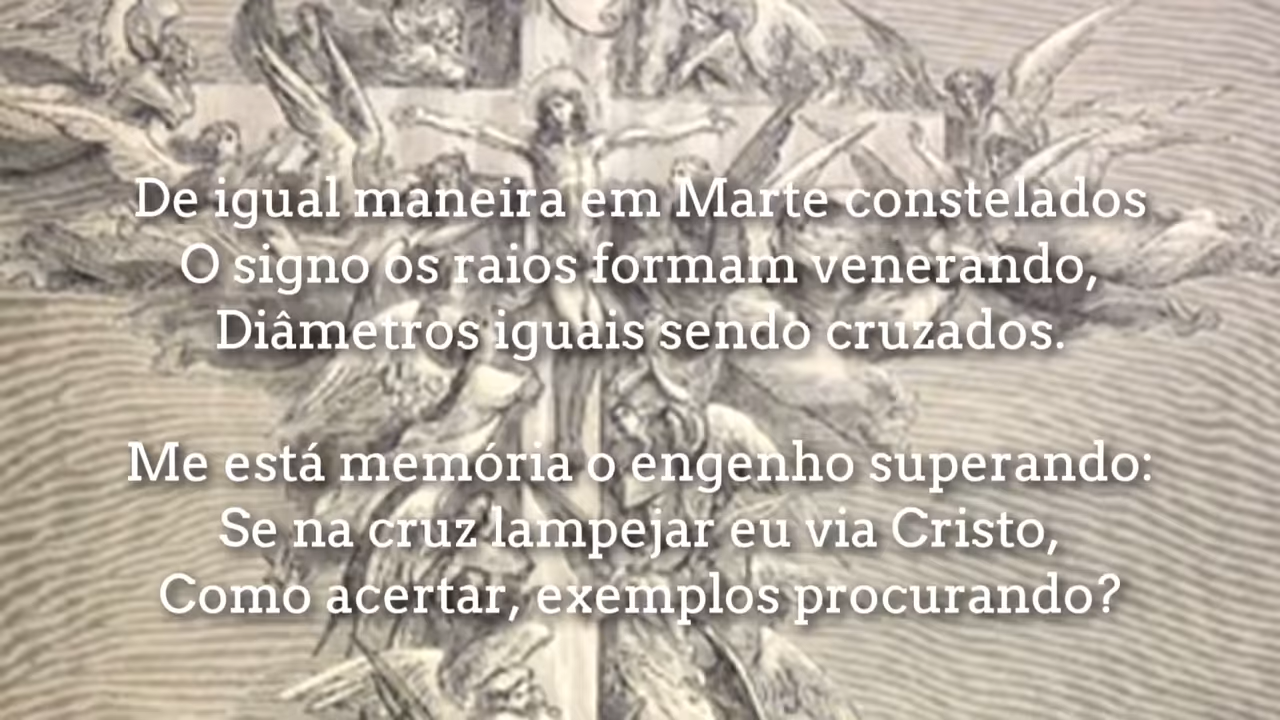 De igual maneira em Marte constelados
O signo os raios formam venerando,
Diâmetros iguais sendo cruzados.
Me está memória o engenho superando:
Se na cruz lampejar eu via Cristo,
Como acertar, exemplos procurando?